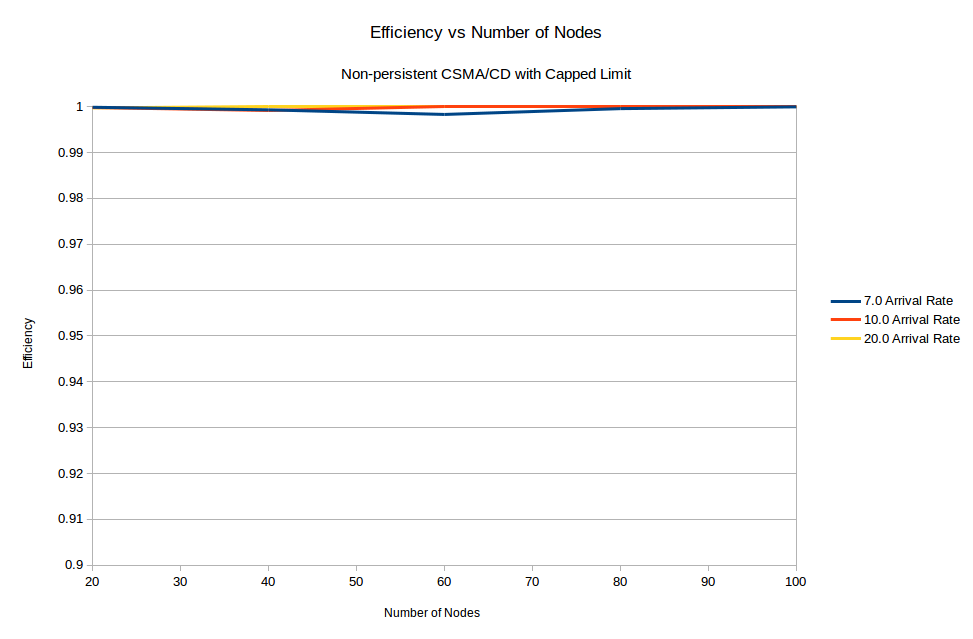 Efficiency vs Number of Nodes
Non-persistent CSMA/CD with Capped Limit
1
0.99
0.98
0.97
0.96
0.95
0.94
0.93
0.92
0.91
0.9
Efficiency
20 30 40 50 60 70 80 90 100
Number of Nodes
7.0 Arrival Rate
10.0 Arrival Rate
20.0 Arrival Rate